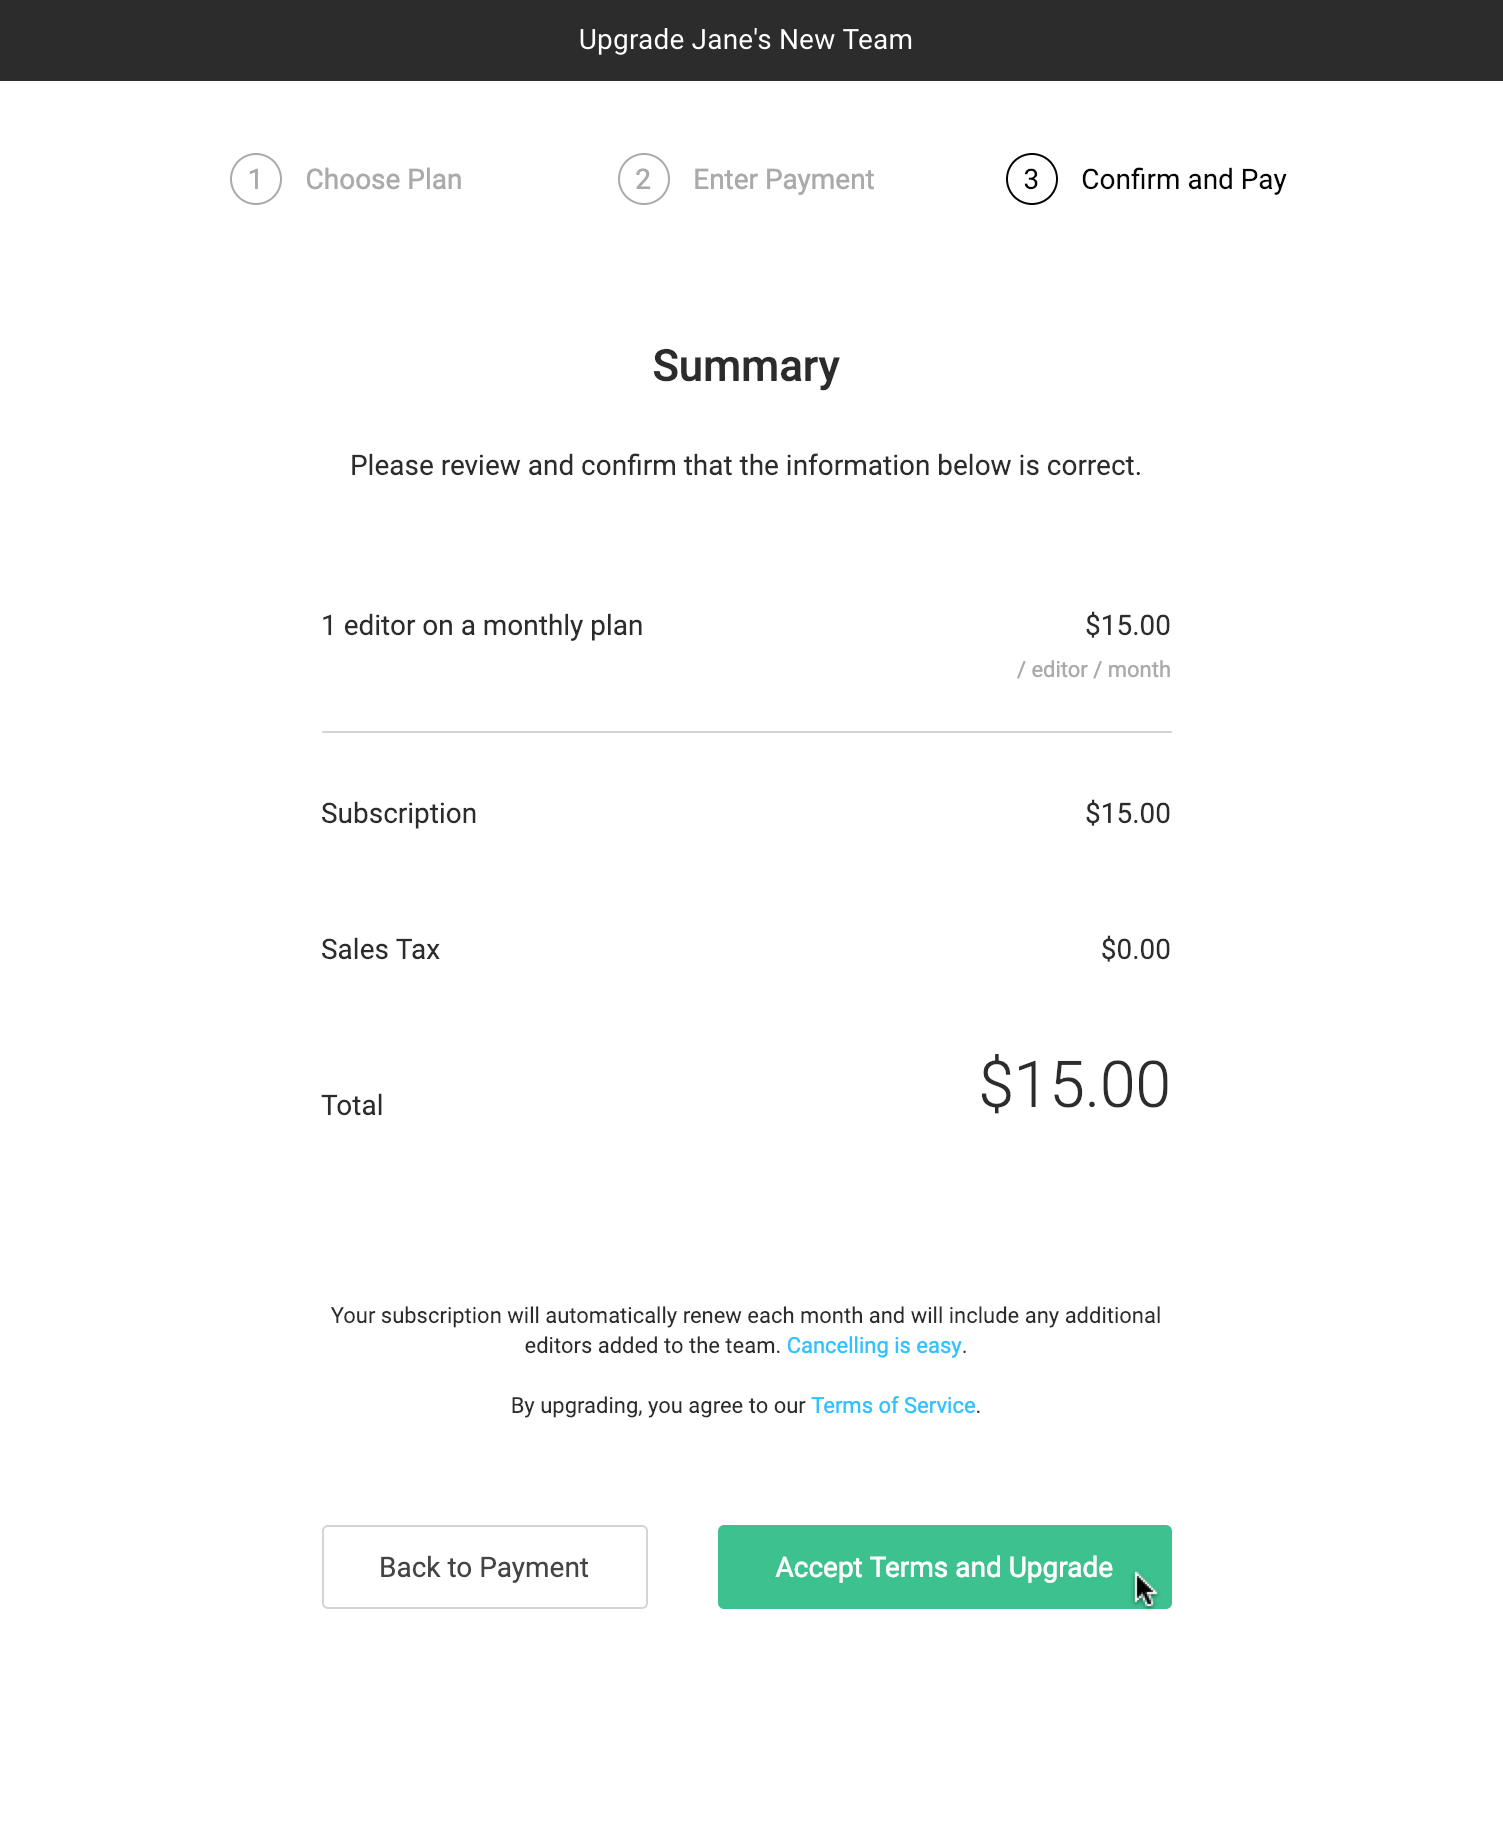 Upgrade Jane's New Team
1 Choose Plan
2 Enter Payment
3 Confirm and Pay
Summary
Please review and confirm that the information below is correct.
1 editor on a monthly plan
$15.00
/ editor / month
Subscription
$15.00
Sales Tax
$0.00
Total
$15.00
Your subscription will automatically renew each month and will include any additional
editors added to the team. Cancelling is easy.
By upgrading, you agree to our Terms of Service.
Back to Payment
Accept Terms and Upgrade